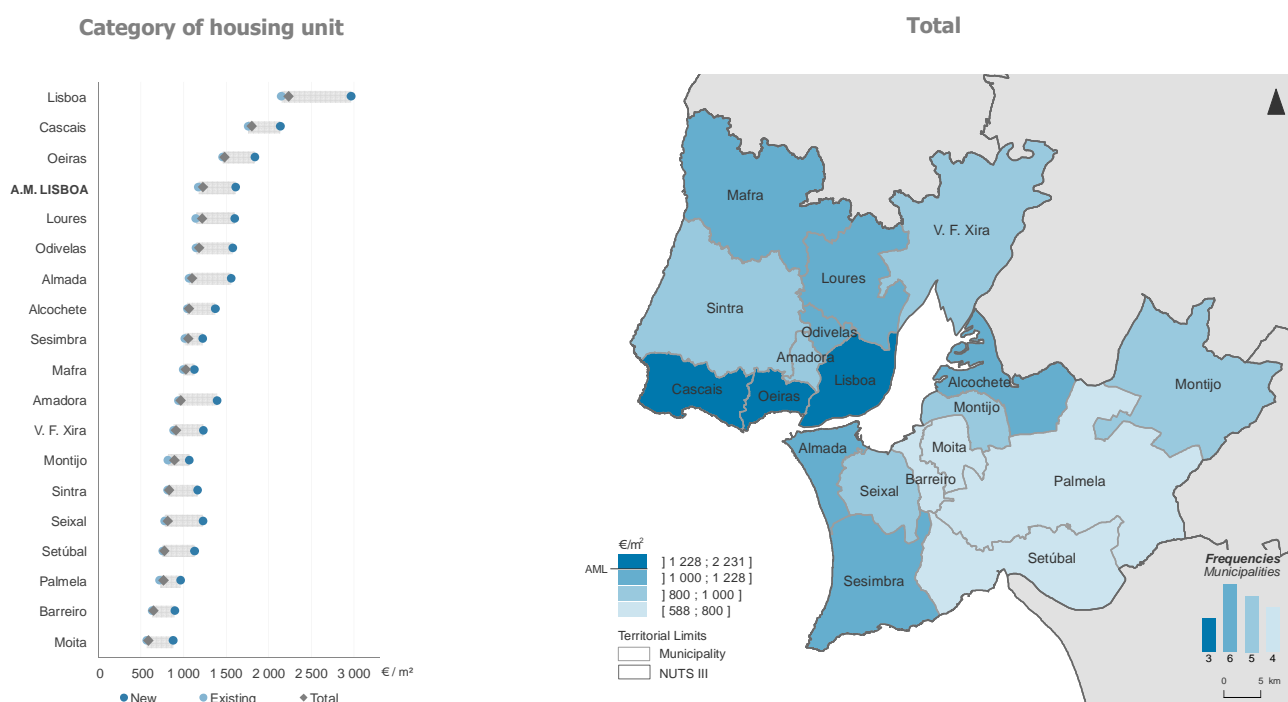 Category of housing unit
Lisboa
Cascais
Oeiras
A.M. LISBOA
Loures
Odivelas
Almada
Alcochete
Sesimbra
Mafra
Amadora
V. F. Xira
Montijo
Sintra
Seixal
Setúbal
Palmela
Barreiro
Moita
0 500 1 000 1 500 2 000 2 500 3 000 € / m²
New Existing Total
Total
Mafra
V. F. Xira
Loures
Sintra
Odivelas
Amadora
Lisboa
Cascais
Oeiras
Alcochete
Montijo
Montijo
Almada
Moita
Seixal
Barreiro
Palmela
Setúbal
Sesimbra
€/m²
AML
] 1 228 ; 2 231 ]
] 1 000 ; 1 228 ]
] 800 ; 1 000 ]
[ 588 ; 800 ]
Territorial Limits
Municipality
NUTS III
Frequencies
Municipalities
3 6 5 4
0 5 km